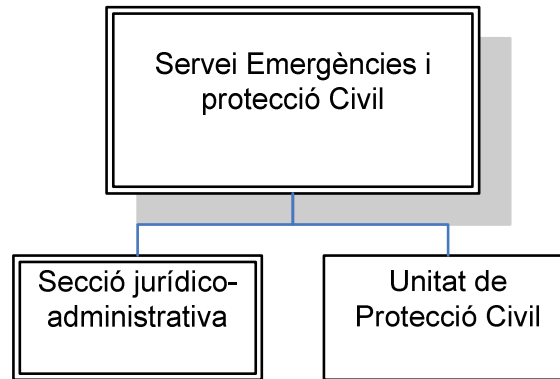 Servei Emergències i
protecció Civil
Secció jurídico-
administrativa
Unitat de
Protecció Civil